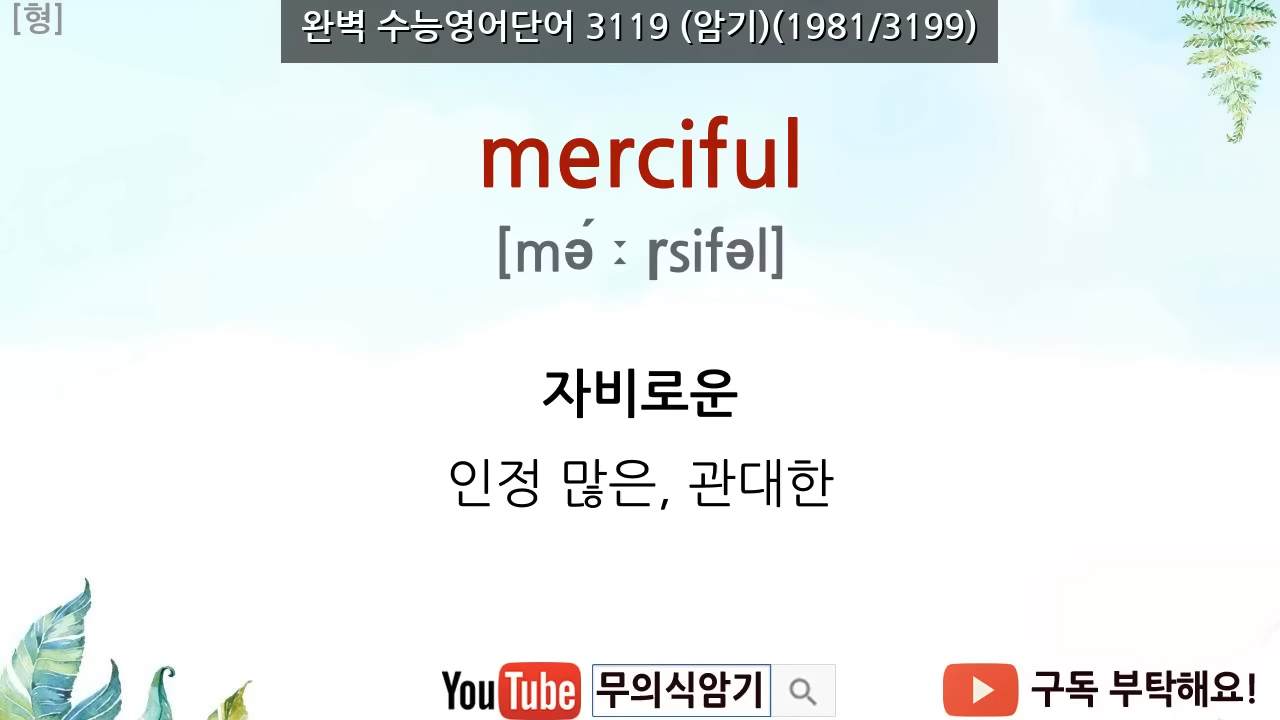 [형]
완벽 수능영어단어 3119 (암기)(1981/3199)
merciful
[mə́ːrsifəl]
자비로운
인정 많은, 관대한
YouTube 무의식암기
구독 부탁해요!